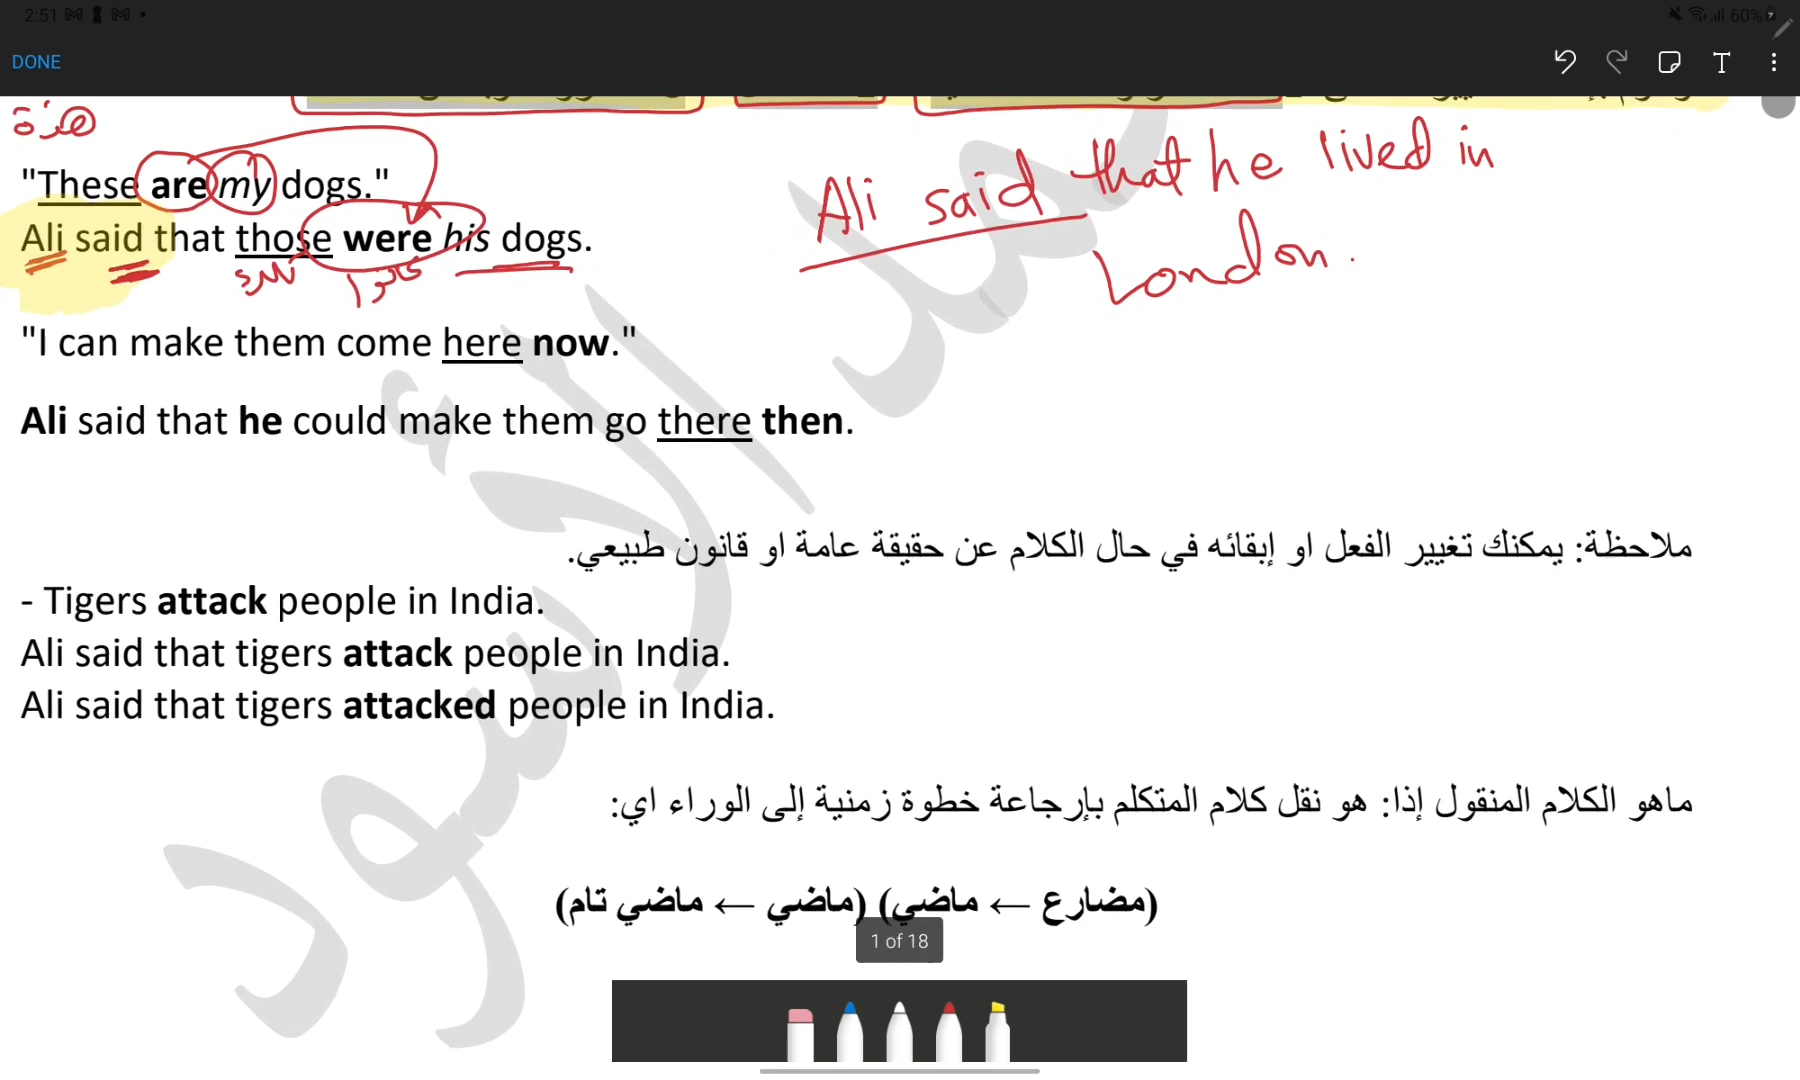 2:51
60%
DONE
هذة
Ali said that he lived in
London.
"These are my dogs."
Ali said that those were his dogs.
"I can make them come here now."
Ali said that he could make them go there then.
ملاحظة: يمكنك تغيير الفعل او إبقائه في حال الكلام عن حقيقة عامة او قانون طبيعي.
- Tigers attack people in India.
Ali said that tigers attack people in India.
Ali said that tigers attacked people in India.
ماهو الكلام المنقول إذا: هو نقل كلام المتكلم بإرجاعة خطوة زمنية إلى الوراء اي:
(مضارع ← ماضي) (ماضي ← ماضي تام)
1 of 18